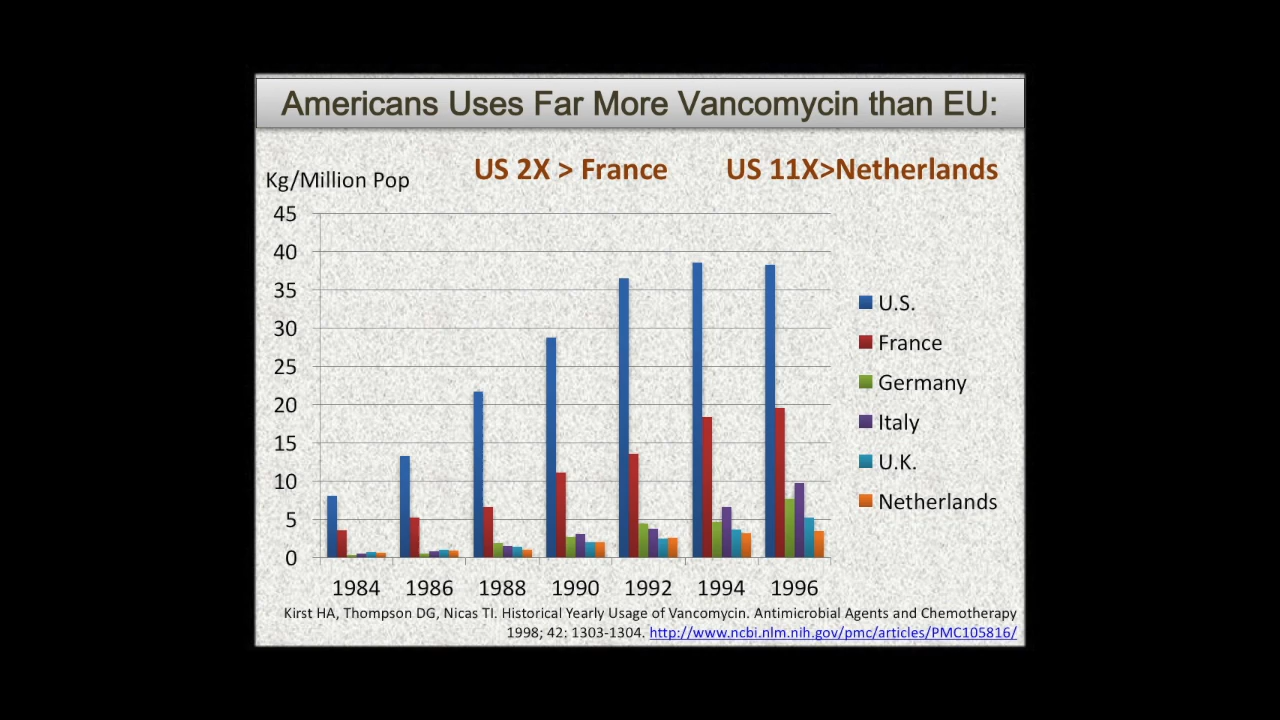 Americans Uses Far More Vancomycin than EU:
US 2X > France
US 11X>Netherlands
Kg/Million Pop
45
40
35
30
25
20
15
10
5
0
U.S.
France
Germany
Italy
U.K.
Netherlands
1984 1986 1988 1990 1992 1994 1996
Kirst HA, Thompson DG, Nicas TI. Historical Yearly Usage of Vancomycin. Antimicrobial Agents and Chemotherapy
1998; 42: 1303-1304. http://www.ncbi.nlm.nih.gov/pmc/articles/PMC105816/